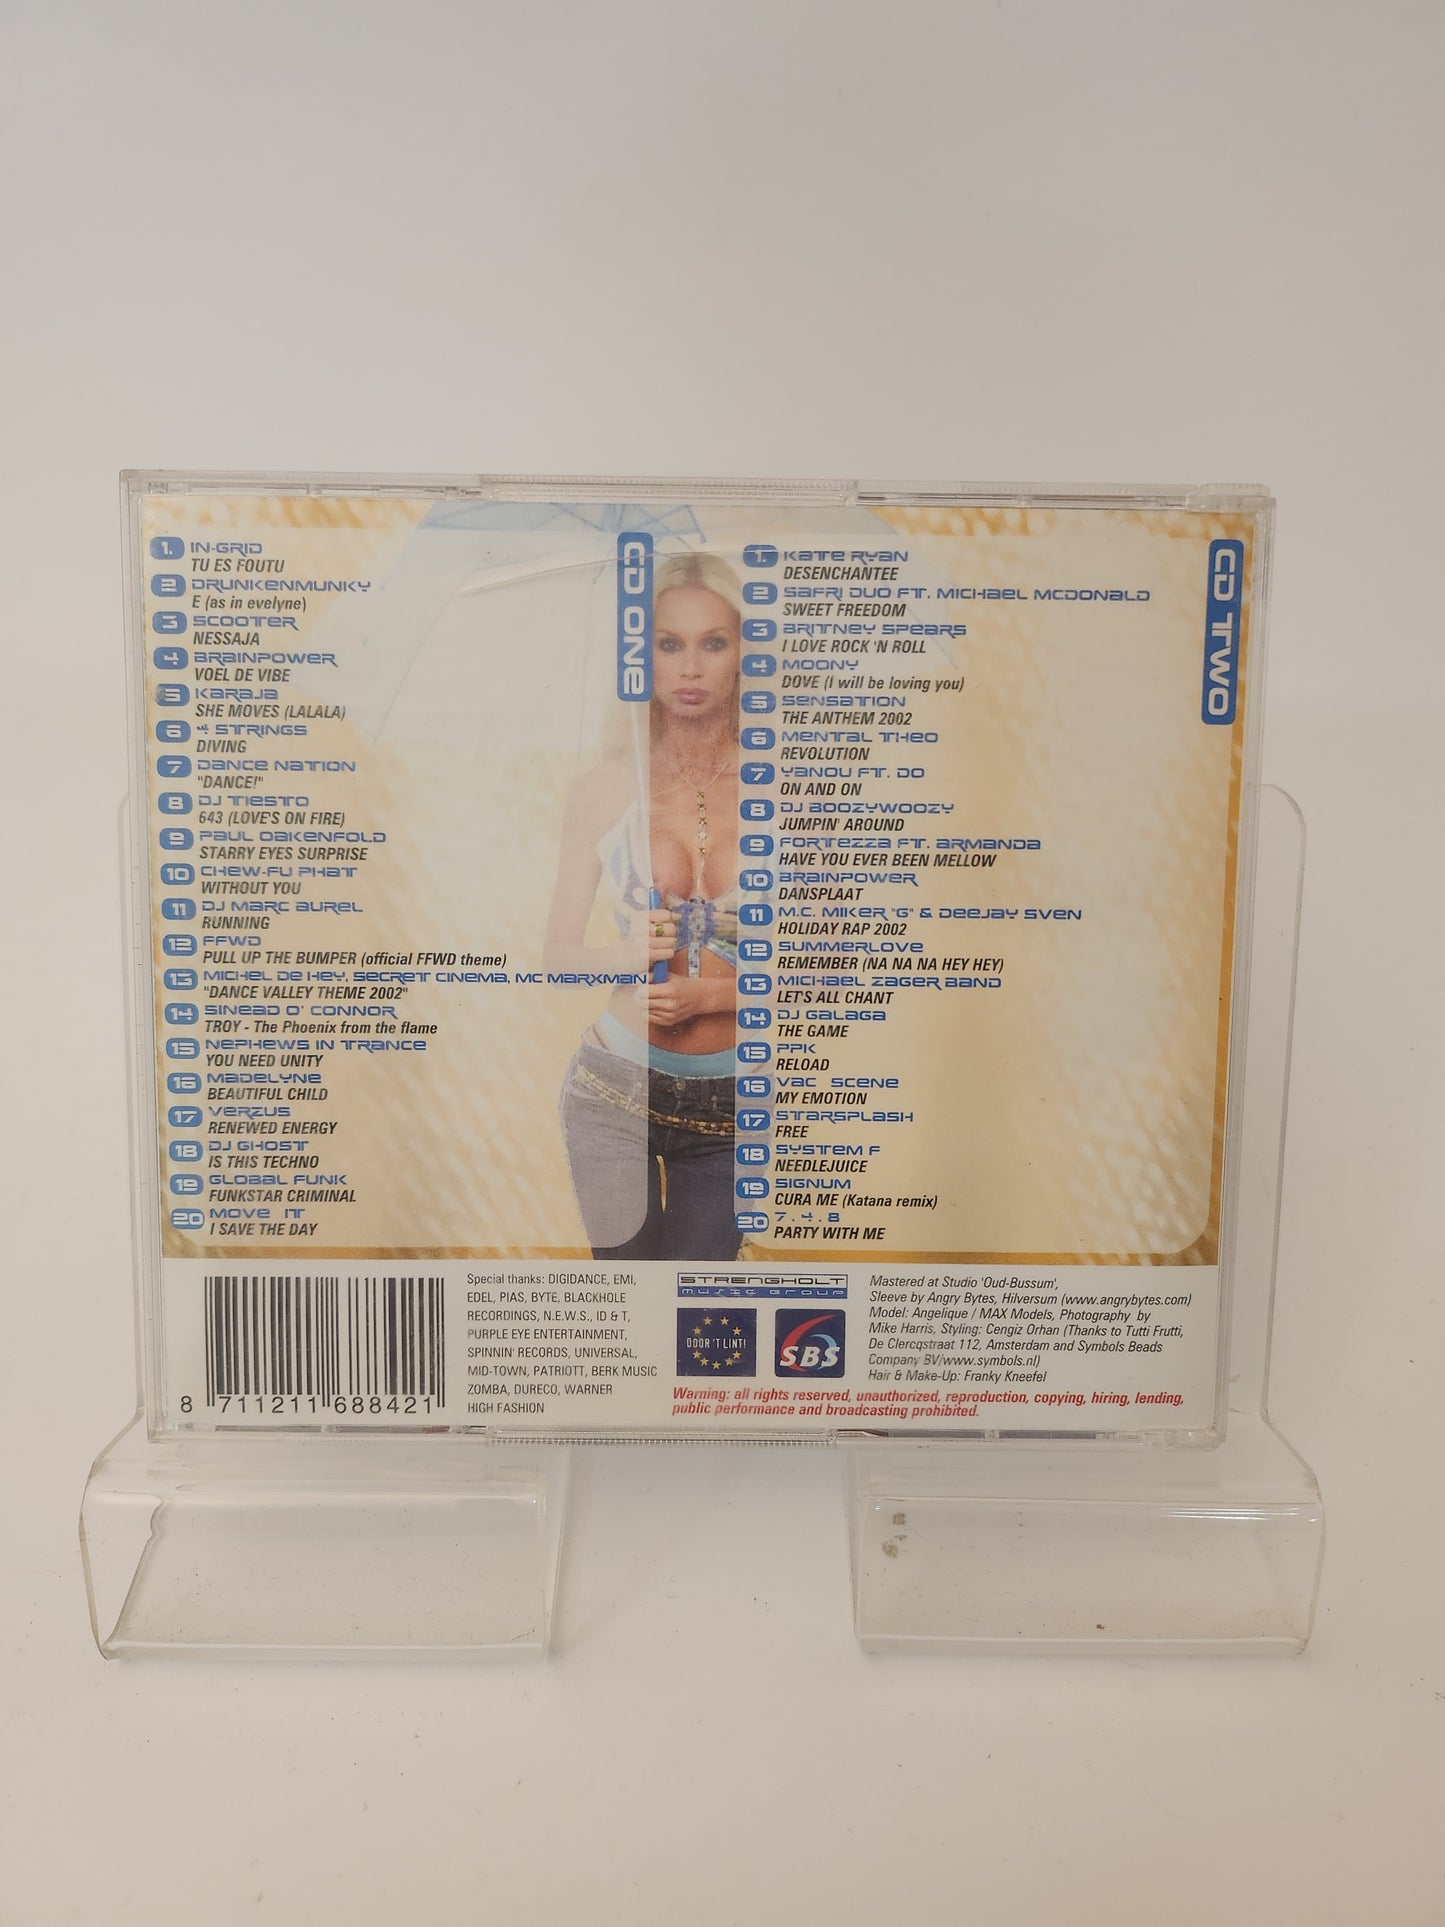 CD ONE
1. IN-GRID
TU ES FOUTU
2 DRUNKENMUNKY
E (as in evelyne)
3 SCOOTER
NESSAJA
4 BRAINPOWER
VOEL DE VIBE
5 KARAJA
SHE MOVES (LALALA)
6 4 STRINGS
DIVING
7 DANCE NATION
"DANCE!"
8 DJ TIESTO
643 (LOVE'S ON FIRE)
9 PAUL OAKENFOLD
STARRY EYES SURPRISE
10 CHEW-FU PHAT
WITHOUT YOU
11 DJ MARC AUREL
RUNNING
12 FFWD
PULL UP THE BUMPER (official FFWD theme)
13 MICHEL DE HEY, SECRET CINEMA, MC MARXMAN
"DANCE VALLEY THEME 2002"
14 SINEAD O' CONNOR
TROY - The Phoenix from the flame
15 NEPHEWS IN TRANCE
YOU NEED UNITY
16 MADELYNE
BEAUTIFUL CHILD
17 VERZUS
RENEWED ENERGY
18 DJ GHOST
IS THIS TECHNO
19 GLOBAL FUNK
FUNKSTAR CRIMINAL
20 MOVE IT
I SAVE THE DAY
CD TWO
1. KATE RYAN
DESENCHANTEE
2 SAFRI DUO FT. MICHAEL MCDONALD
SWEET FREEDOM
3 BRITNEY SPEARS
I LOVE ROCK 'N ROLL
4 MOONY
DOVE (I will be loving you)
5 SENSATION
THE ANTHEM 2002
6 MENTAL THEO
REVOLUTION
7 YANOU FT. DO
ON AND ON
8 DJ BOOZYWOOZY
JUMPIN' AROUND
9 FORTEZZA FT. ARMANDA
HAVE YOU EVER BEEN MELLOW
10 BRAINPOWER
DANSPLAAT
11 M.C. MIKER "G" & DEEJAY SVEN
HOLIDAY RAP 2002
12 SUMMERLOVE
REMEMBER (NA NA NA HEY HEY)
13 MICHAEL ZAGER BAND
LET'S ALL CHANT
14 DJ GALAGA
THE GAME
15 PPK
RELOAD
16 VAC SCENE
MY EMOTION
17 STARSPLASH
FREE
18 SYSTEM F
NEEDLEJUICE
19 SIGNUM
CURA ME (Katana remix)
20 7.4.8
PARTY WITH ME
8 711211 688421
Special thanks: DIGIDANCE, EMI,
EDEL, PIAS, BYTE, BLACKHOLE
RECORDINGS, N.E.W.S., ID & T,
PURPLE EYE ENTERTAINMENT,
SPINNIN' RECORDS, UNIVERSAL,
MID-TOWN, PATRIOTT, BERK MUSIC
ZOMBA, DURECO, WARNER
HIGH FASHION
STRENGHOLT
MUSIC GROUP
DOOR 'T LINT!
SBS
Mastered at Studio 'Oud-Bussum',
Sleeve by Angry Bytes, Hilversum (www.angrybytes.com)
Model: Angelique / MAX Models, Photography by
Mike Harris, Styling: Cengiz Orhan (Thanks to Tutti Frutti,
De Clercqstraat 112, Amsterdam and Symbols Beads
Company BV/www.symbols.nl)
Hair & Make-Up: Franky Kneefel
Warning: all rights reserved, unauthorized, reproduction, copying, hiring, lending,
public performance and broadcasting prohibited.